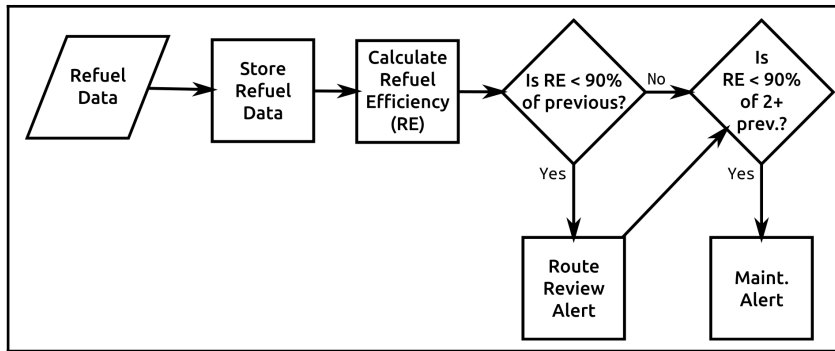 Refuel
Data
Store
Refuel
Data
Calculate
Refuel
Efficiency
(RE)
Is RE < 90%
of previous?
No
Is
RE < 90%
of 2+
prev.?
Yes
Yes
Route
Review
Alert
Maint.
Alert